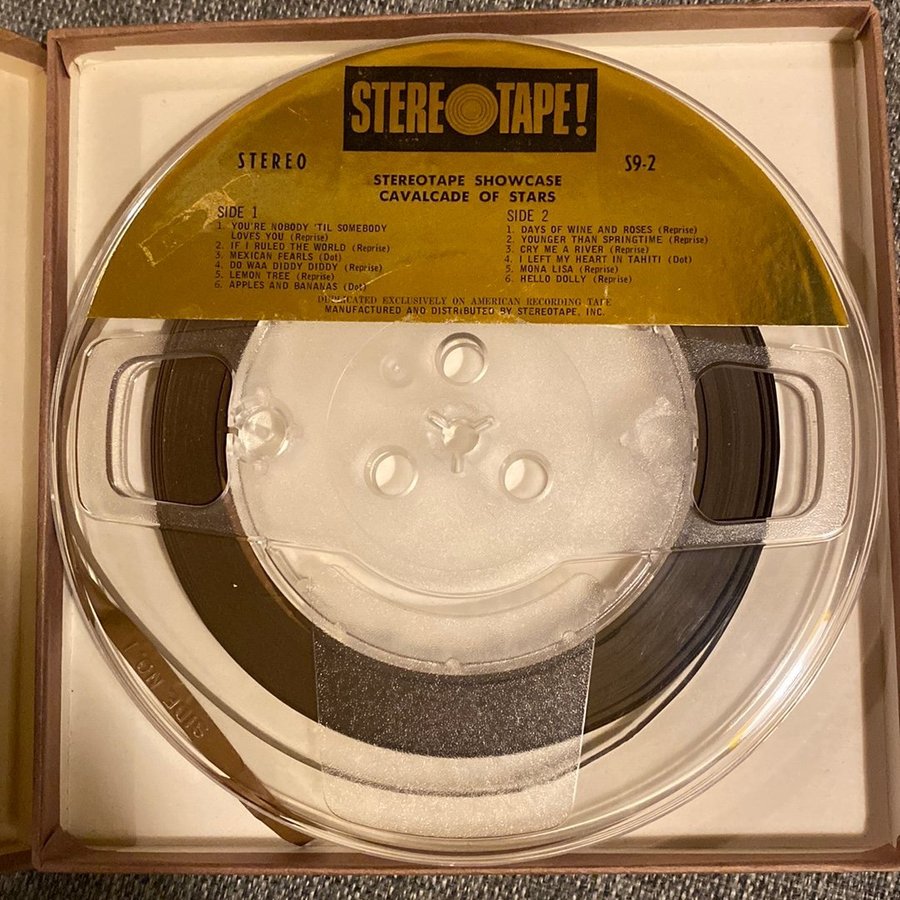 STEREOTAPE!
STEREO
S9-2
STEREOTAPE SHOWCASE
CAVALCADE OF STARS
SIDE 1
1. YOU'RE NOBODY 'TIL SOMEBODY
LOVES YOU (Reprise)
2. IF I RULED THE WORLD (Reprise)
3. MEXICAN PEARLS (Dot)
4. DO WAA DIDDY DIDDY (Reprise)
5. LEMON TREE (Reprise)
6. APPLES AND BANANAS (Dot)
SIDE 2
1. DAYS OF WINE AND ROSES (Reprise)
2. YOUNGER THAN SPRINGTIME (Reprise)
3. CRY ME A RIVER (Reprise)
4. I LEFT MY HEART IN TAHITI (Dot)
5. MONA LISA (Reprise)
6. HELLO DOLLY (Reprise)
DUPLICATED EXCLUSIVELY ON AMERICAN RECORDING TAPE
MANUFACTURED AND DISTRIBUTED BY STEREOTAPE, INC.
SIDE NO. 1